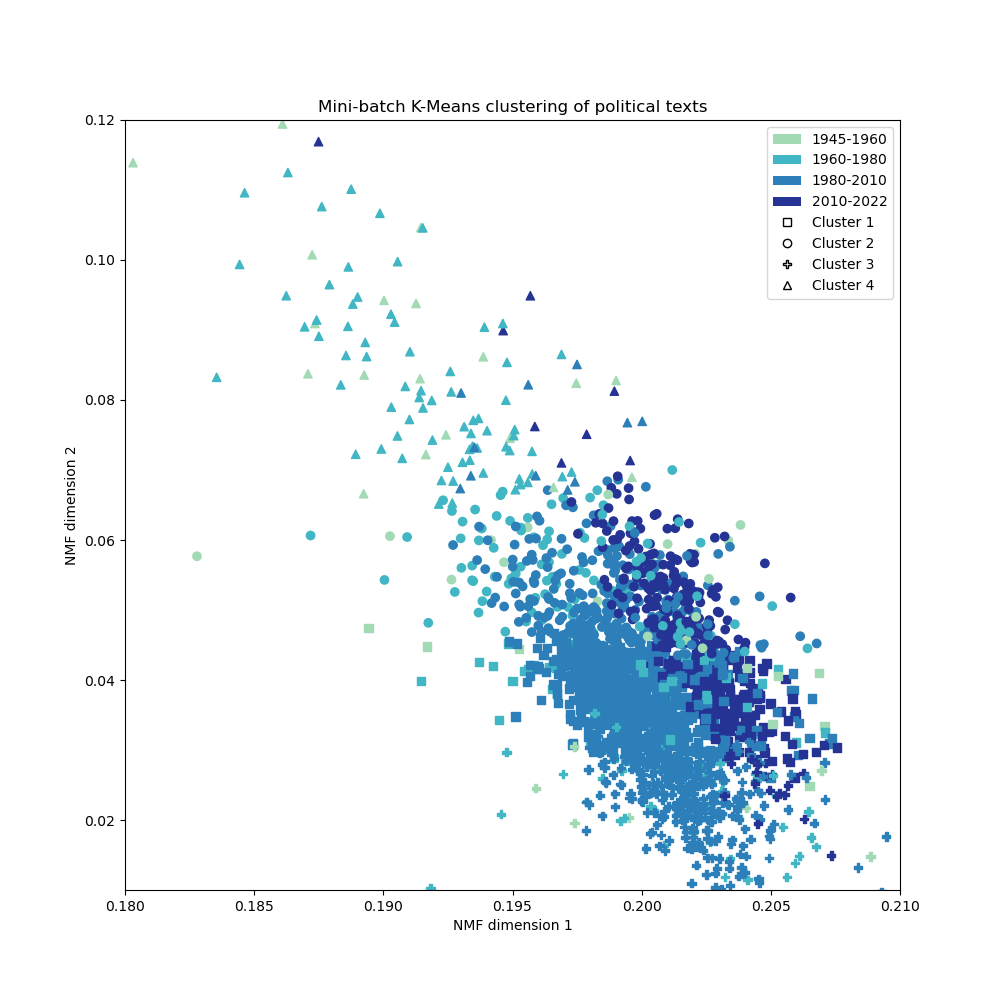 Mini-batch K-Means clustering of political texts
0.12
0.10
0.08
0.06
0.04
0.02
NMF dimension 2
1945-1960
1960-1980
1980-2010
2010-2022
Cluster 1
Cluster 2
Cluster 3
Cluster 4
0.180 0.185 0.190 0.195 0.200 0.205 0.210
NMF dimension 1